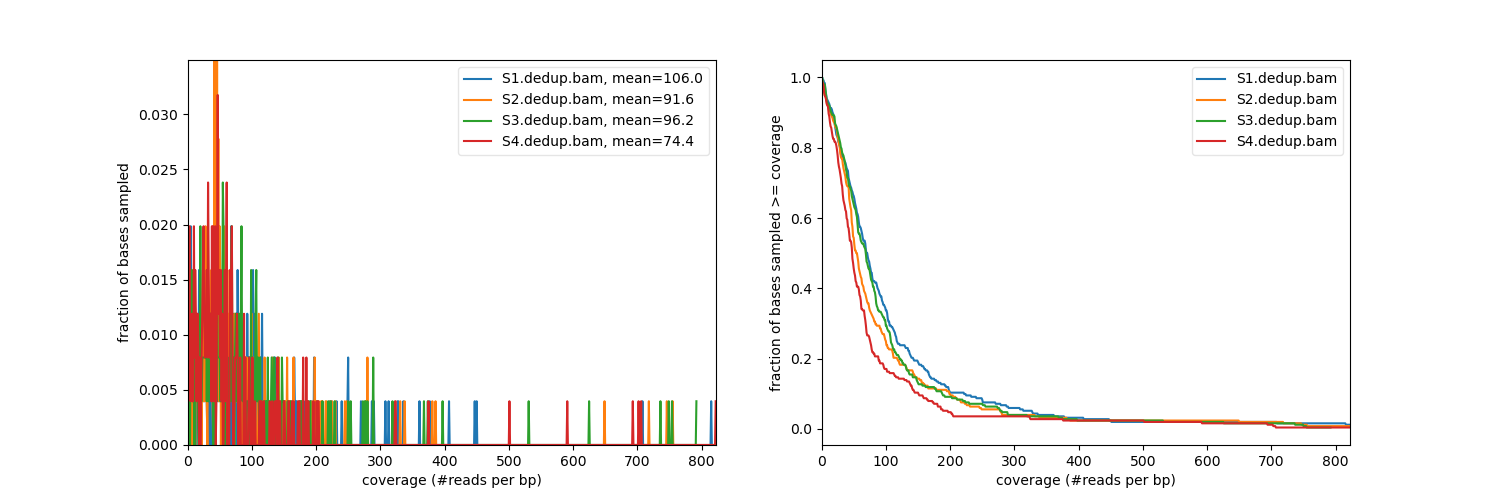 S1.dedup.bam, mean=106.0
S2.dedup.bam, mean=91.6
S3.dedup.bam, mean=96.2
S4.dedup.bam, mean=74.4
fraction of bases sampled
0.030
0.025
0.020
0.015
0.010
0.005
0.000
0 100 200 300 400 500 600 700 800
coverage (#reads per bp)
S1.dedup.bam
S2.dedup.bam
S3.dedup.bam
S4.dedup.bam
fraction of bases sampled >= coverage
1.0
0.8
0.6
0.4
0.2
0.0
0 100 200 300 400 500 600 700 800
coverage (#reads per bp)